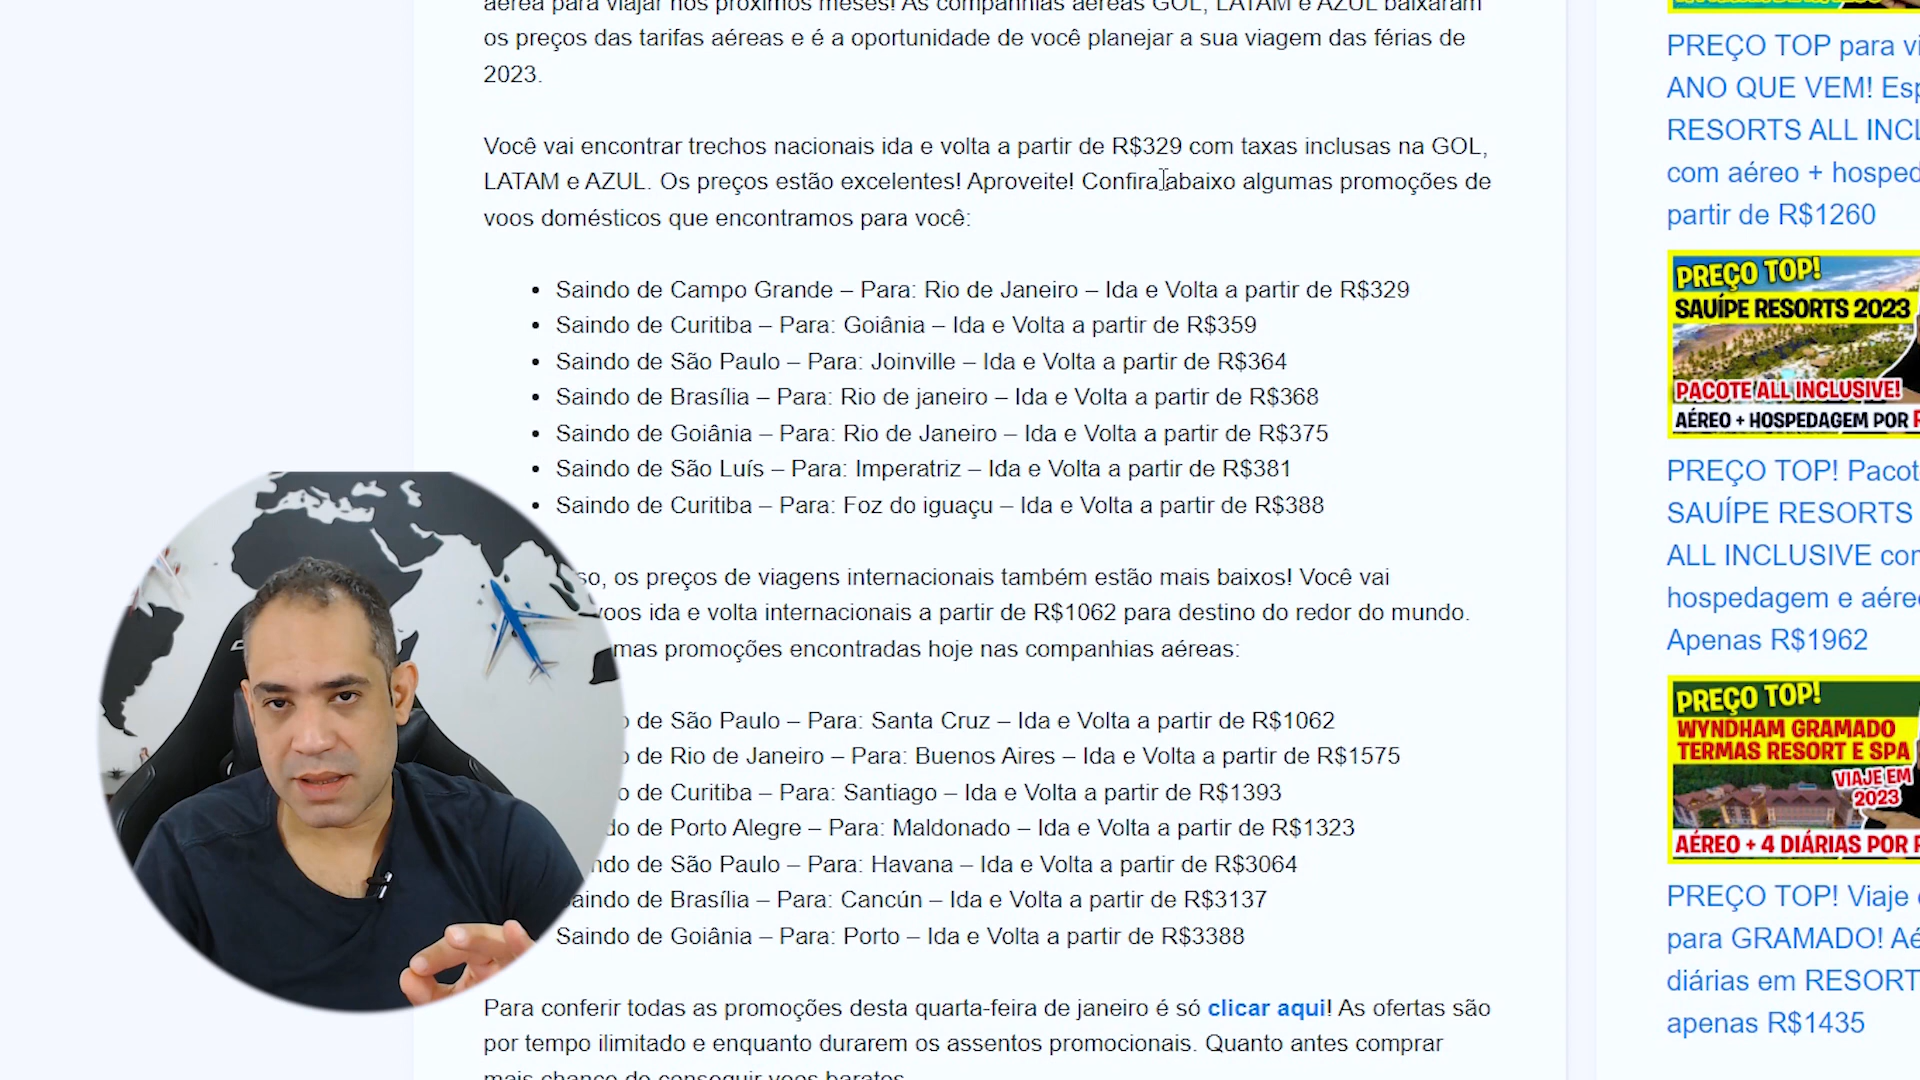 aérea para viajar nos próximos meses! As companhias aéreas GOL, LATAM e AZUL baixaram
os preços das tarifas aéreas e é a oportunidade de você planejar a sua viagem das férias de
2023.
Você vai encontrar trechos nacionais ida e volta a partir de R$329 com taxas inclusas na GOL,
LATAM e AZUL. Os preços estão excelentes! Aproveite! Confira abaixo algumas promoções de
voos domésticos que encontramos para você:
• Saindo de Campo Grande – Para: Rio de Janeiro – Ida e Volta a partir de R$329
• Saindo de Curitiba – Para: Goiânia – Ida e Volta a partir de R$359
• Saindo de São Paulo – Para: Joinville – Ida e Volta a partir de R$364
• Saindo de Brasília – Para: Rio de janeiro – Ida e Volta a partir de R$368
• Saindo de Goiânia – Para: Rio de Janeiro – Ida e Volta a partir de R$375
• Saindo de São Luís – Para: Imperatriz – Ida e Volta a partir de R$381
• Saindo de Curitiba – Para: Foz do iguaçu – Ida e Volta a partir de R$388
so, os preços de viagens internacionais também estão mais baixos! Você vai
voos ida e volta internacionais a partir de R$1062 para destino do redor do mundo.
mas promoções encontradas hoje nas companhias aéreas:
o de São Paulo – Para: Santa Cruz – Ida e Volta a partir de R$1062
o de Rio de Janeiro – Para: Buenos Aires – Ida e Volta a partir de R$1575
o de Curitiba – Para: Santiago – Ida e Volta a partir de R$1393
do de Porto Alegre – Para: Maldonado – Ida e Volta a partir de R$1323
ndo de São Paulo – Para: Havana – Ida e Volta a partir de R$3064
aindo de Brasília – Para: Cancún – Ida e Volta a partir de R$3137
Saindo de Goiânia – Para: Porto – Ida e Volta a partir de R$3388
Para conferir todas as promoções desta quarta-feira de janeiro é só clicar aqui! As ofertas são
por tempo ilimitado e enquanto durarem os assentos promocionais. Quanto antes comprar
mais chance de conseguir voos baratos.
PREÇO TOP para vi
ANO QUE VEM! Esp
RESORTS ALL INCL
com aéreo + hosped
partir de R$1260
PREÇO TOP!
SAUÍPE RESORTS 2023
PACOTE ALL INCLUSIVE!
AÉREO + HOSPEDAGEM POR R
PREÇO TOP! Pacot
SAUÍPE RESORTS
ALL INCLUSIVE con
hospedagem e aére
Apenas R$1962
PREÇO TOP!
WYNDHAM GRAMADO
TERMAS RESORT E SPA
VIAJE EM
2023
AÉREO + 4 DIÁRIAS POR R
PREÇO TOP! Viaje
para GRAMADO! Aé
diárias em RESORT
apenas R$1435